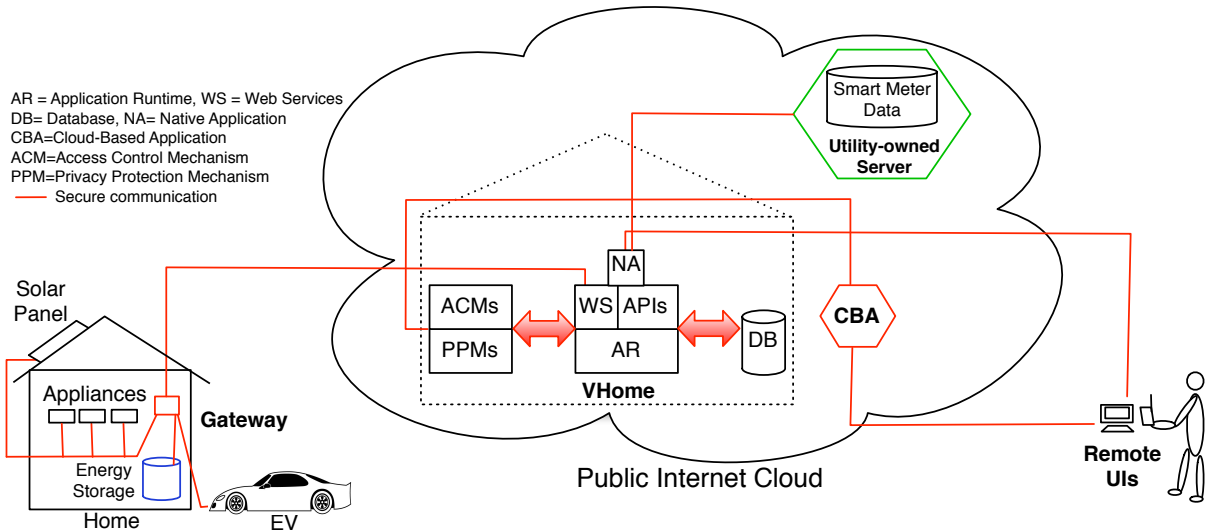 AR = Application Runtime, WS = Web Services
DB= Database, NA= Native Application
CBA=Cloud-Based Application
ACM=Access Control Mechanism
PPM=Privacy Protection Mechanism
Secure communication
Smart Meter
Data
Utility-owned
Server
NA
WS
APIs
ACMs
PPMs
AR
DB
VHome
CBA
Solar
Panel
Appliances
Gateway
Energy
Storage
Home
EV
Public Internet Cloud
Remote
UIs